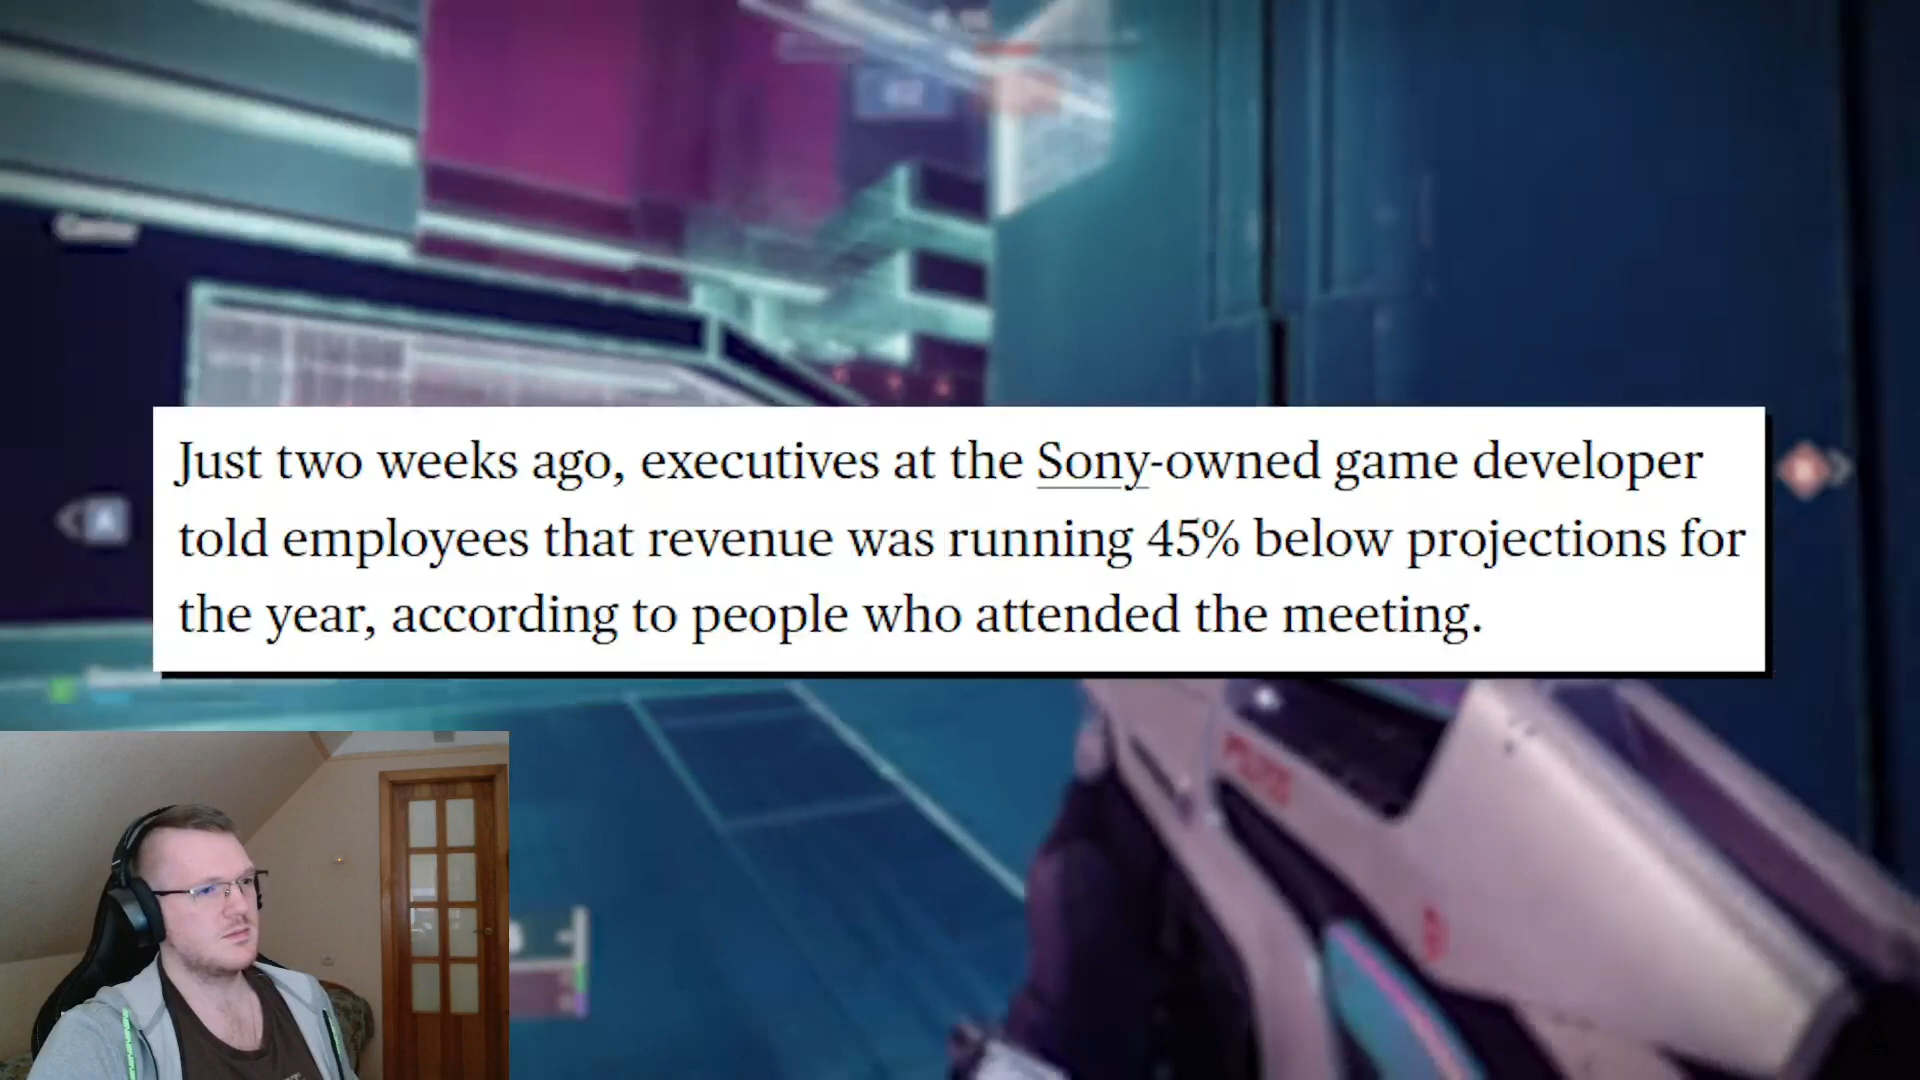 Just two weeks ago, executives at the Sony-owned game developer
told employees that revenue was running 45% below projections for
the year, according to people who attended the meeting.